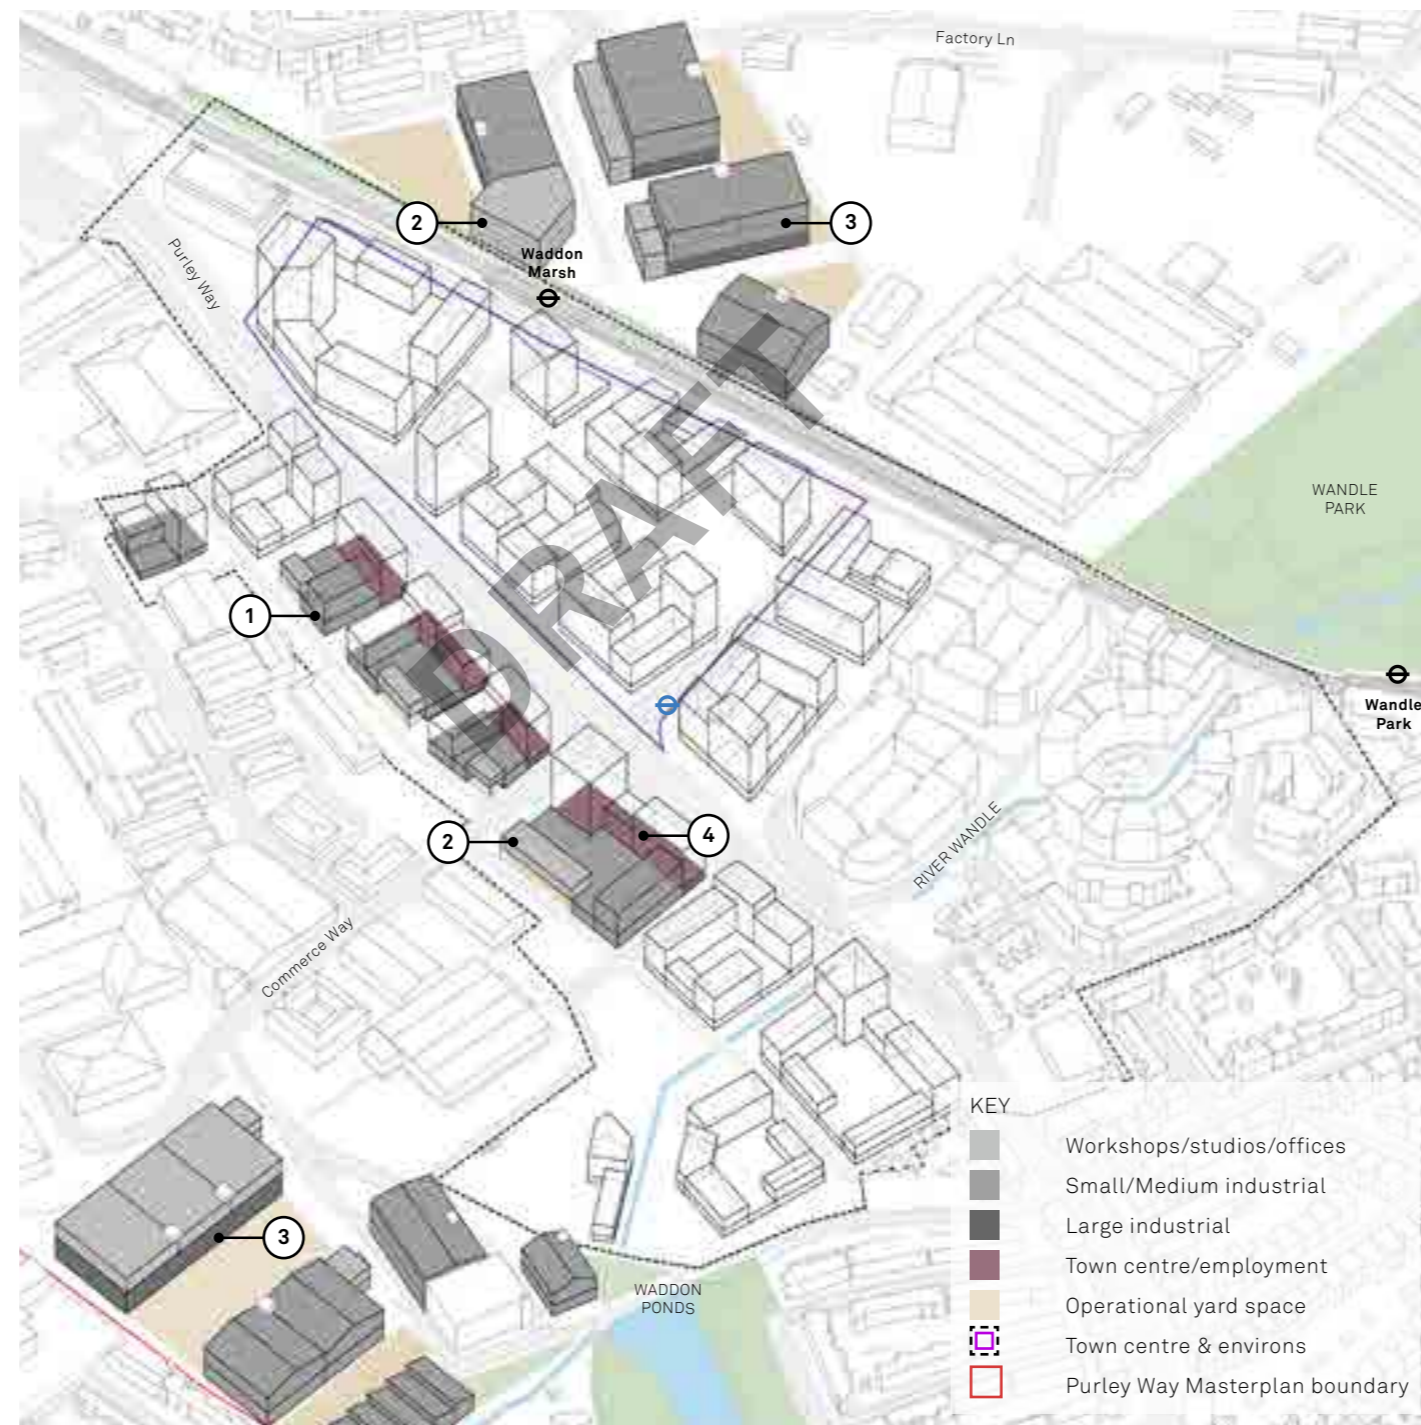 Factory Ln
2
3
Waddon
Marsh
Purley Way
WANDLE
PARK
1
Wandle
Park
DRAFT
2
4
RIVER WANDLE
Commerce Way
3
WADDON
PONDS
KEY
Workshops/studios/offices
Small/Medium industrial
Large industrial
Town centre/employment
Operational yard space
Town centre & environs
Purley Way Masterplan boundary